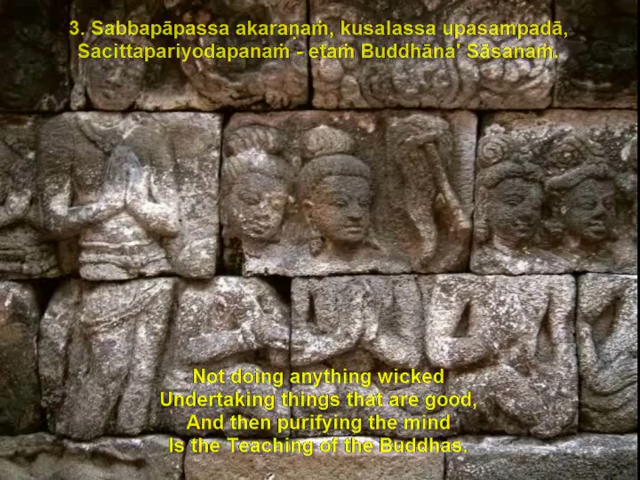 3. Sabbapāpassa akaraṇaṁ, kusalassa upasampadā,
Sacittapariyodapanaṁ - etaṁ Buddhāna' Sāsanaṁ.
Not doing anything wicked
Undertaking things that are good,
And then purifying the mind
Is the Teaching of the Buddhas.